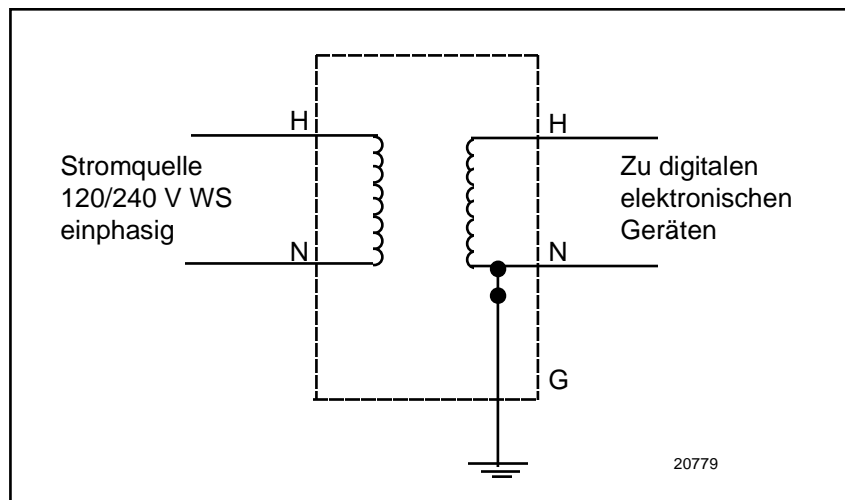 H
H
Stromquelle
120/240 V WS
einphasig
Zu digitalen
elektronischen
Geräten
N
N
G
20779